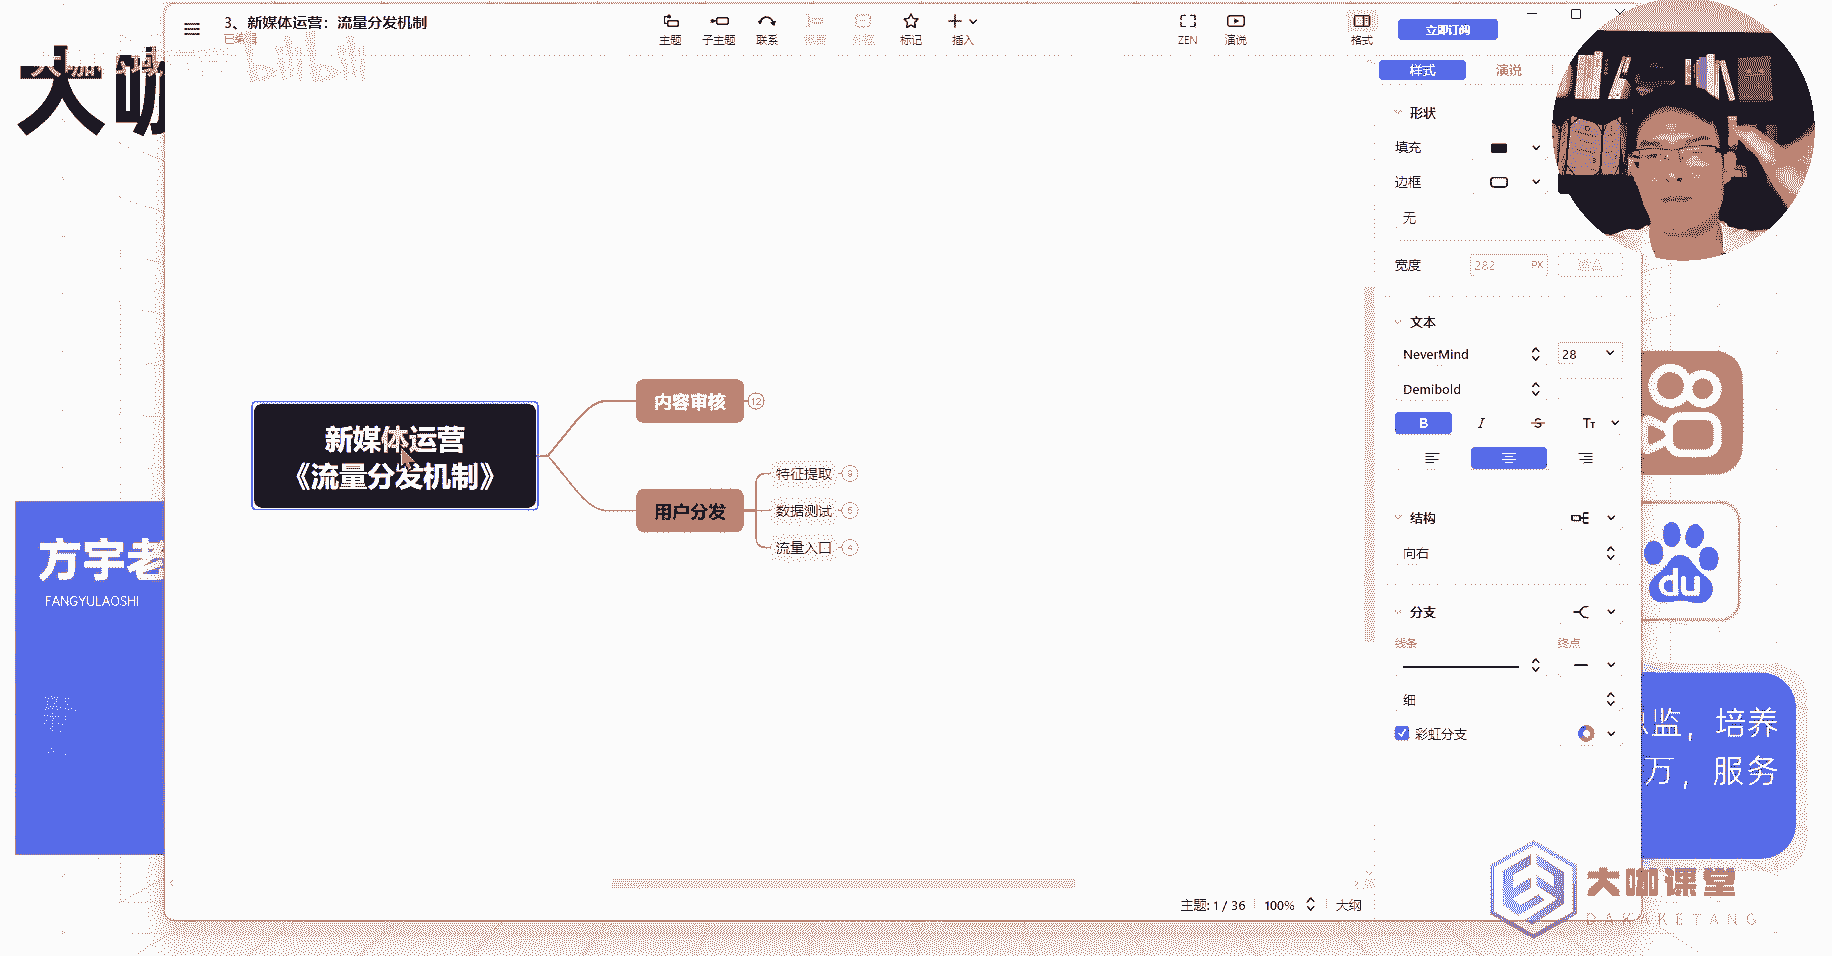 3、新媒体运营：流量分发机制
已编辑
主题
子主题
联系
标记
插入
ZEN
演说
格式
立即订阅
bilibili
大咖
样式
演说
形状
填充
边框
无
宽度
282
PX
文本
NeverMind
28
Demibold
B
I
S
TT
结构
向右
分支
线条
终点
细
彩虹分支
新媒体运营
《流量分发机制》
内容审核
12
用户分发
特征提取
9
数据测试
5
流量入口
4
方宇老
FANGYULAOSHI
du
总监，培养
万，服务
大咖课堂
DAKAKETANG
主题: 1 / 36
100%
大纲